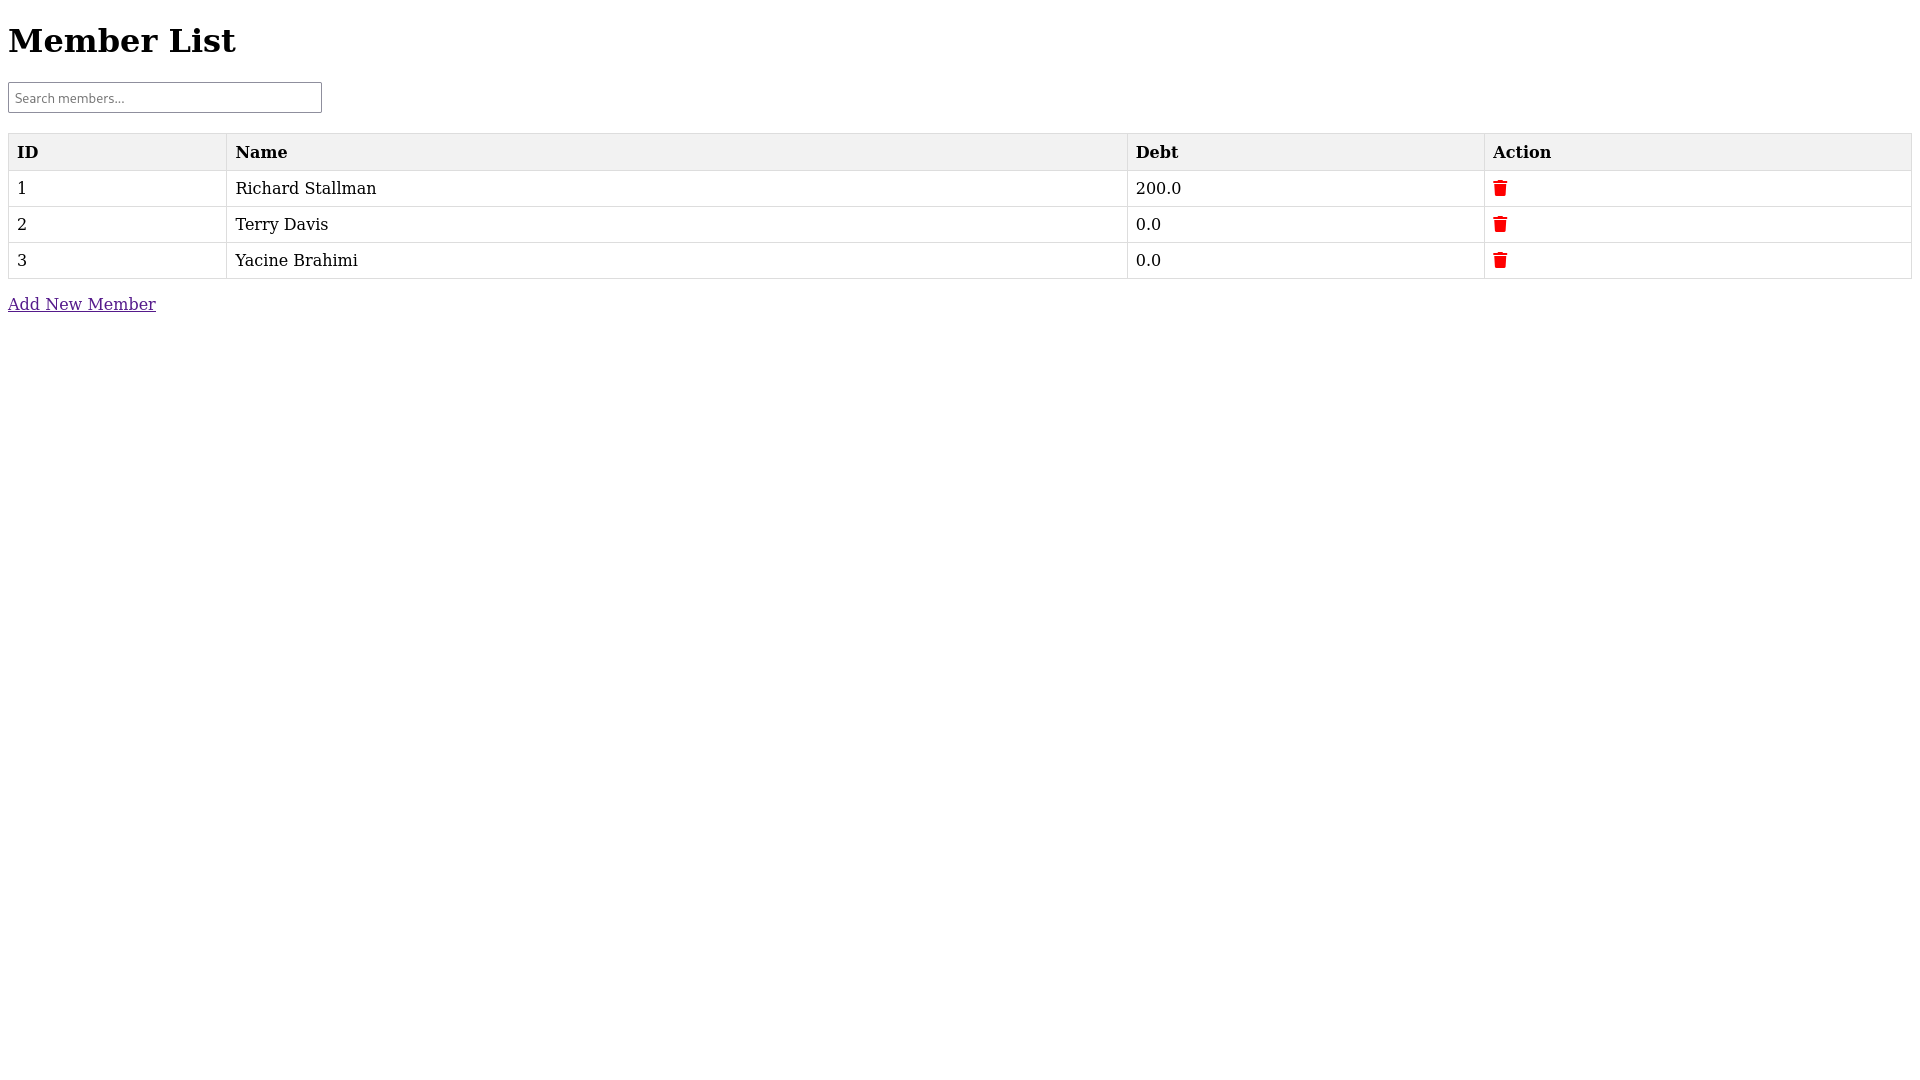 Member List
Search members...
ID Name Debt Action
1 Richard Stallman 200.0
2 Terry Davis 0.0
3 Yacine Brahimi 0.0
Add New Member